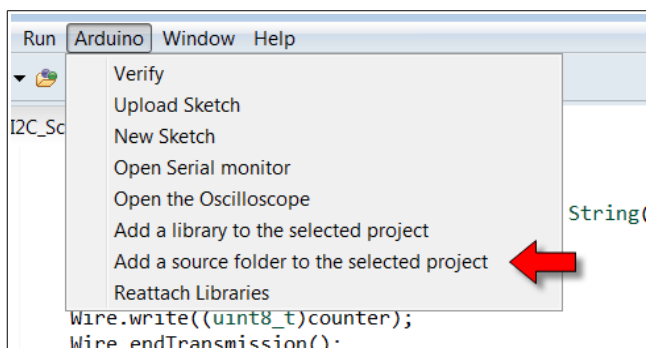 Run Arduino Window Help
Verify
Upload Sketch
I2C_Sc
New Sketch
Open Serial monitor
Open the Oscilloscope
String(
Add a library to the selected project
Add a source folder to the selected project
Reattach Libraries
Wire.write((uint8_t)counter);
Wire.endTransmission();